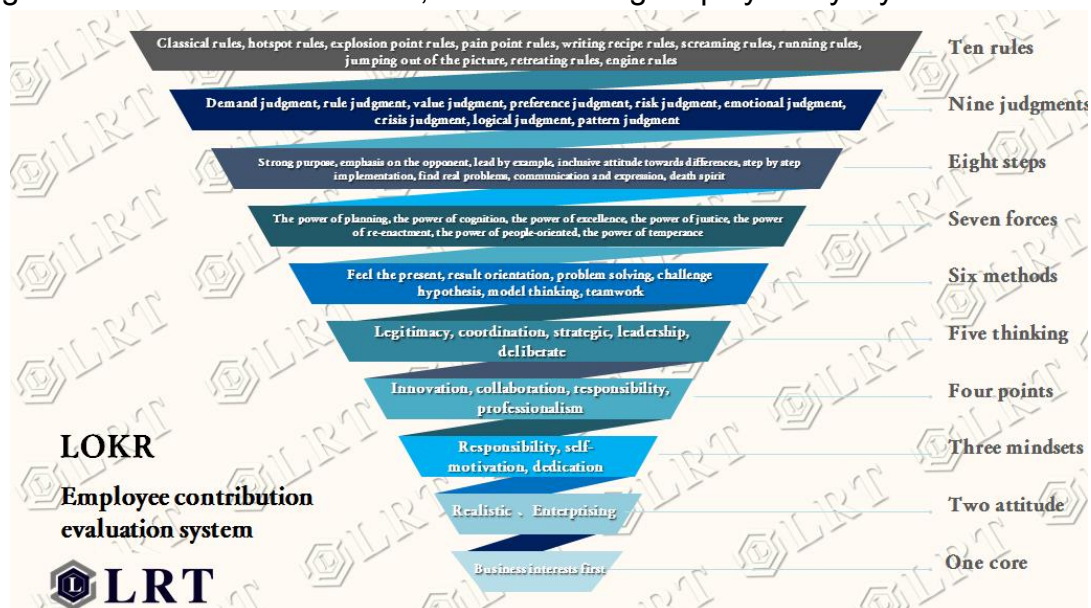 Classical rules, hotspot rules, explosion point rules, pain point rules, writing recipe rules, screaming rules, running rules,
jumping out of the picture, retreating rules, engine rules
Ten rules
Demand judgment, rule judgment, value judgment, preference judgment, risk judgment, emotional judgment,
crisis judgment, logical judgment, pattern judgment
Nine judgments
Strong purpose, emphasis on the opponent, lead by example, inclusive attitude towards differences, step by step
implementation, find real problems, communication and expression, death spirit
Eight steps
The power of planning, the power of cognition, the power of excellence, the power of justice, the power
of re-enactment, the power of people-oriented, the power of temperance
Seven forces
Feel the present, result orientation, problem solving, challenge
hypothesis, model thinking, teamwork
Six methods
Legitimacy, coordination, strategic, leadership,
deliberate
Five thinking
Innovation, collaboration, responsibility,
professionalism
Four points
Responsibility, self-
motivation, dedication
Three mindsets
Realistic 、 Enterprising
Two attitude
Business interests first
One core
LOKR
Employee contribution
evaluation system
LRT